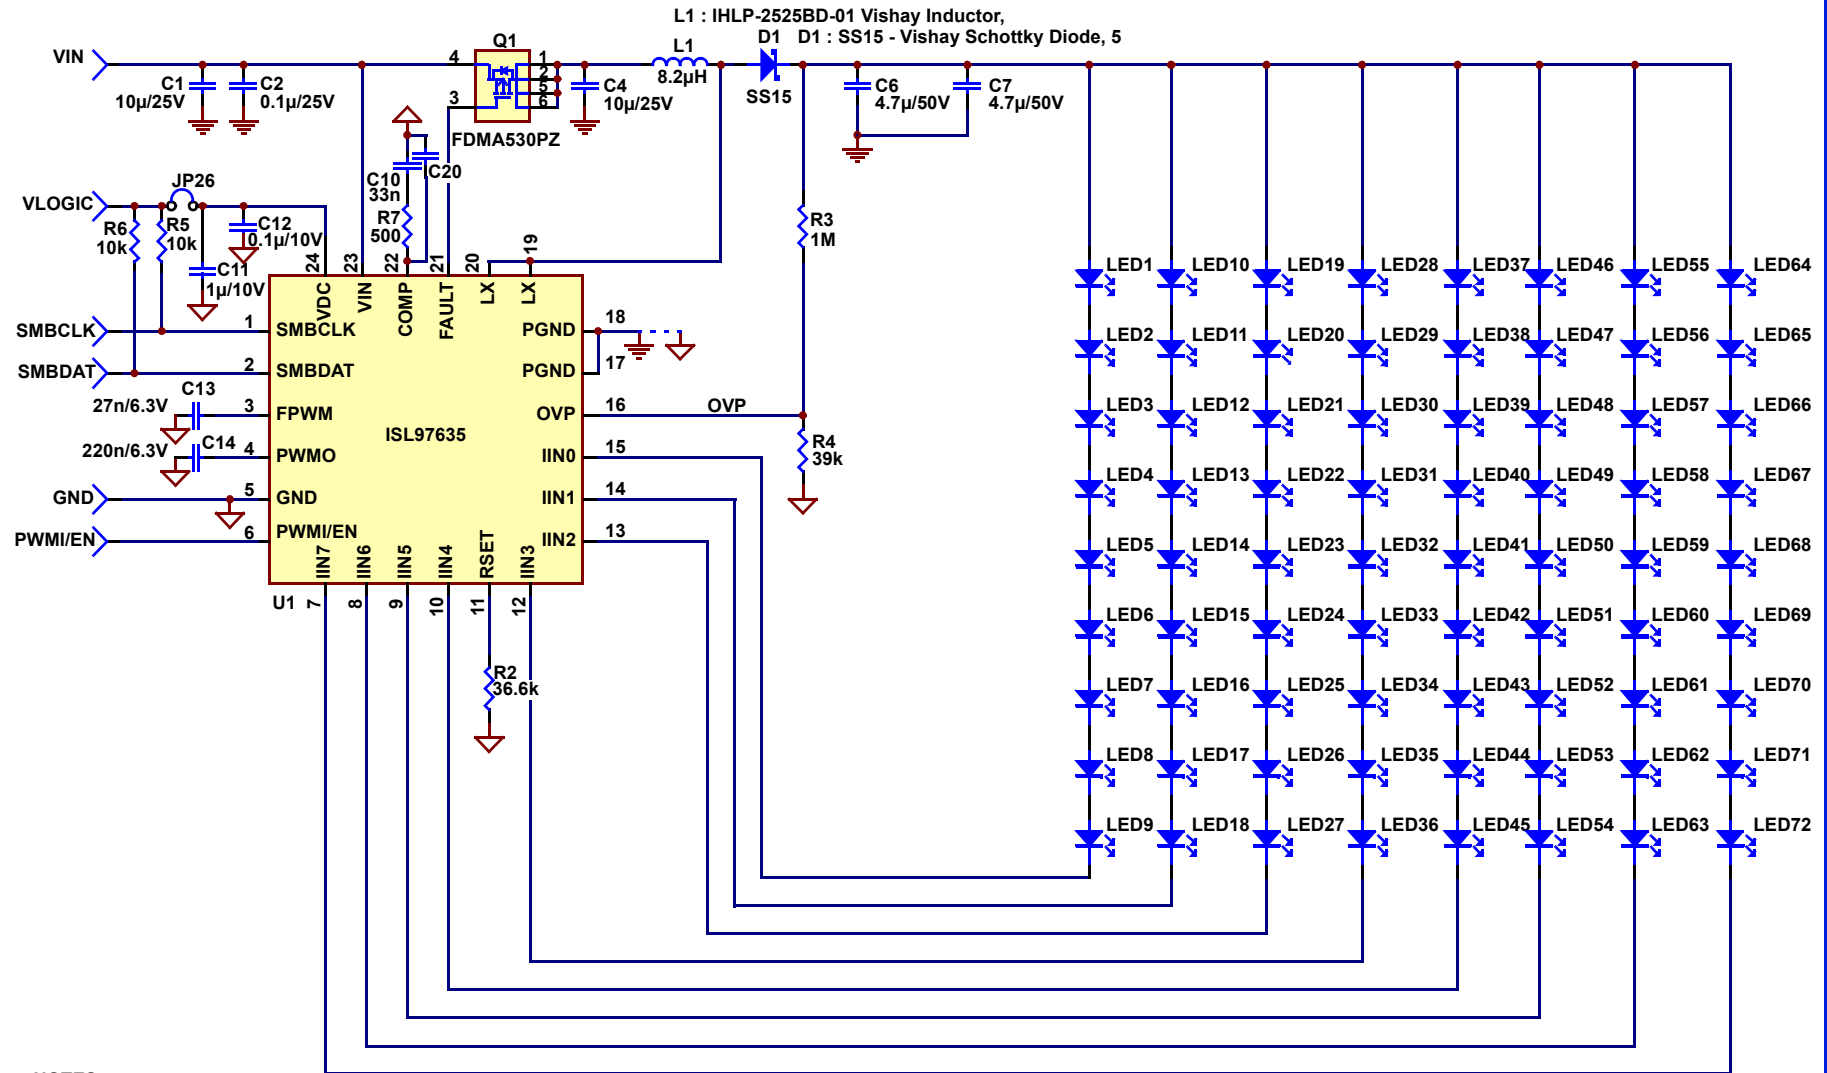 L1 : IHLP-2525BD-01 Vishay Inductor,
D1 D1 : SS15 - Vishay Schottky Diode, 5
VIN
C1
10µ/25V
C2
0.1µ/25V
Q1
4
3
1
2
5
6
FDMA530PZ
C4
10µ/25V
L1
8.2µH
SS15
C6
4.7µ/50V
C7
4.7µ/50V
C10
33n
C20
R7
500
VLOGIC
JP26
R6
10k
R5
10k
C12
0.1µ/10V
C11
1µ/10V
R3
1M
24
23
22
21
20
19
VDC
VIN
COMP
FAULT
LX
LX
SMBCLK
1
SMBCLK
PGND
18
SMBDAT
2
SMBDAT
PGND
17
C13
27n/6.3V
3
FPWM
OVP
16
OVP
C14
220n/6.3V
4
PWMO
ISL97635
IIN0
15
R4
39k
GND
5
GND
IIN1
14
PWMI/EN
6
PWMI/EN
IIN2
13
IIN7
IIN6
IIN5
IIN4
RSET
IIN3
U1
7
8
9
10
11
12
R2
36.6k
LED1 LED10 LED19 LED28 LED37 LED46 LED55 LED64
LED2 LED11 LED20 LED29 LED38 LED47 LED56 LED65
LED3 LED12 LED21 LED30 LED39 LED48 LED57 LED66
LED4 LED13 LED22 LED31 LED40 LED49 LED58 LED67
LED5 LED14 LED23 LED32 LED41 LED50 LED59 LED68
LED6 LED15 LED24 LED33 LED42 LED51 LED60 LED69
LED7 LED16 LED25 LED34 LED43 LED52 LED61 LED70
LED8 LED17 LED26 LED35 LED44 LED53 LED62 LED71
LED9 LED18 LED27 LED36 LED45 LED54 LED63 LED72